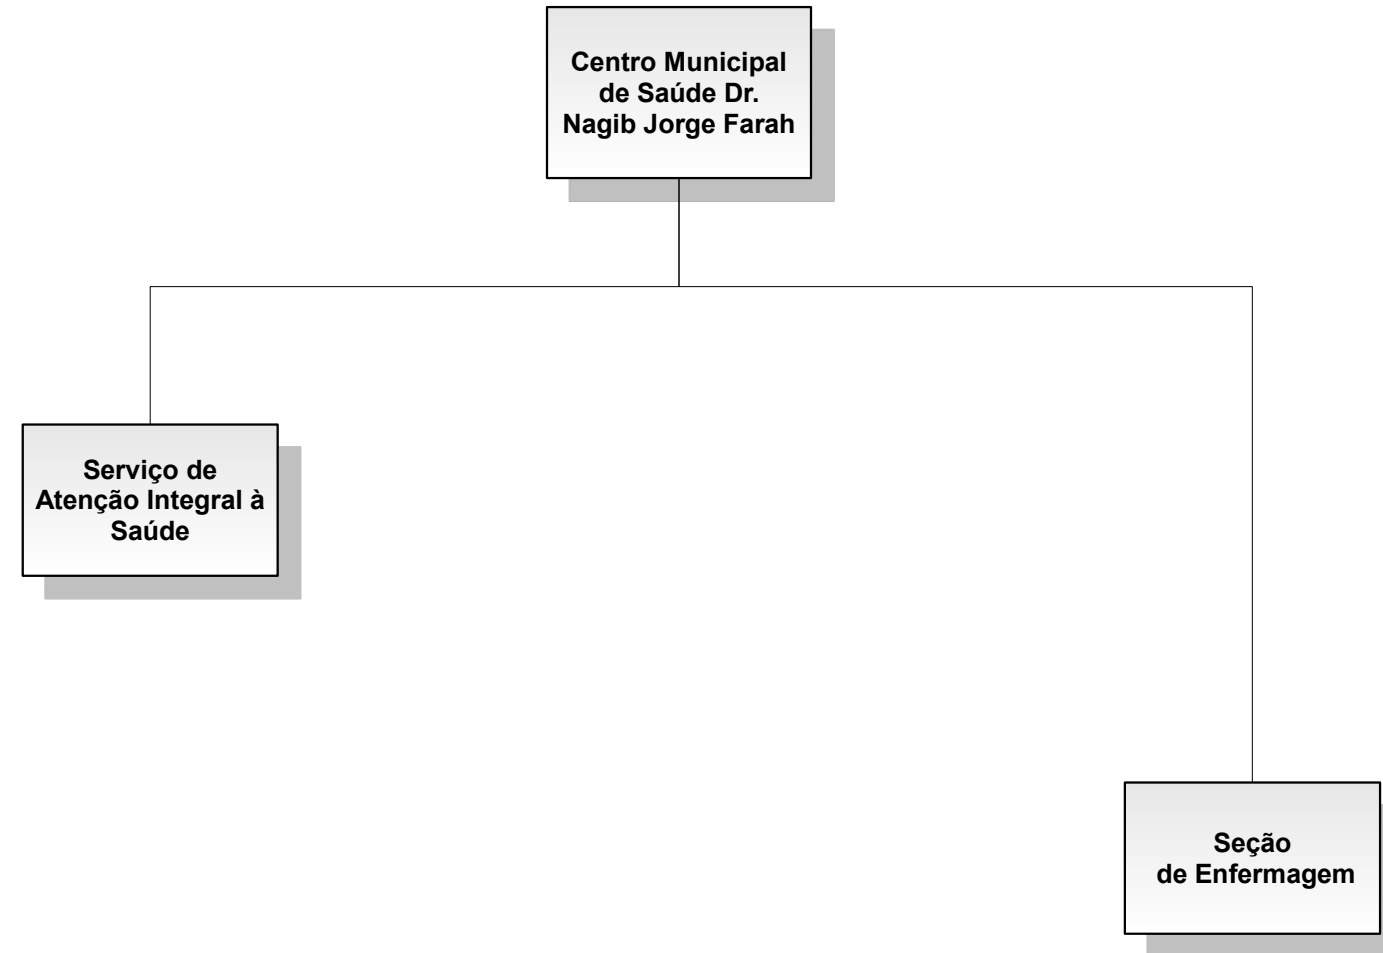 Centro Municipal
de Saúde Dr.
Nagib Jorge Farah
Serviço de
Atenção Integral à
Saúde
Seção
de Enfermagem